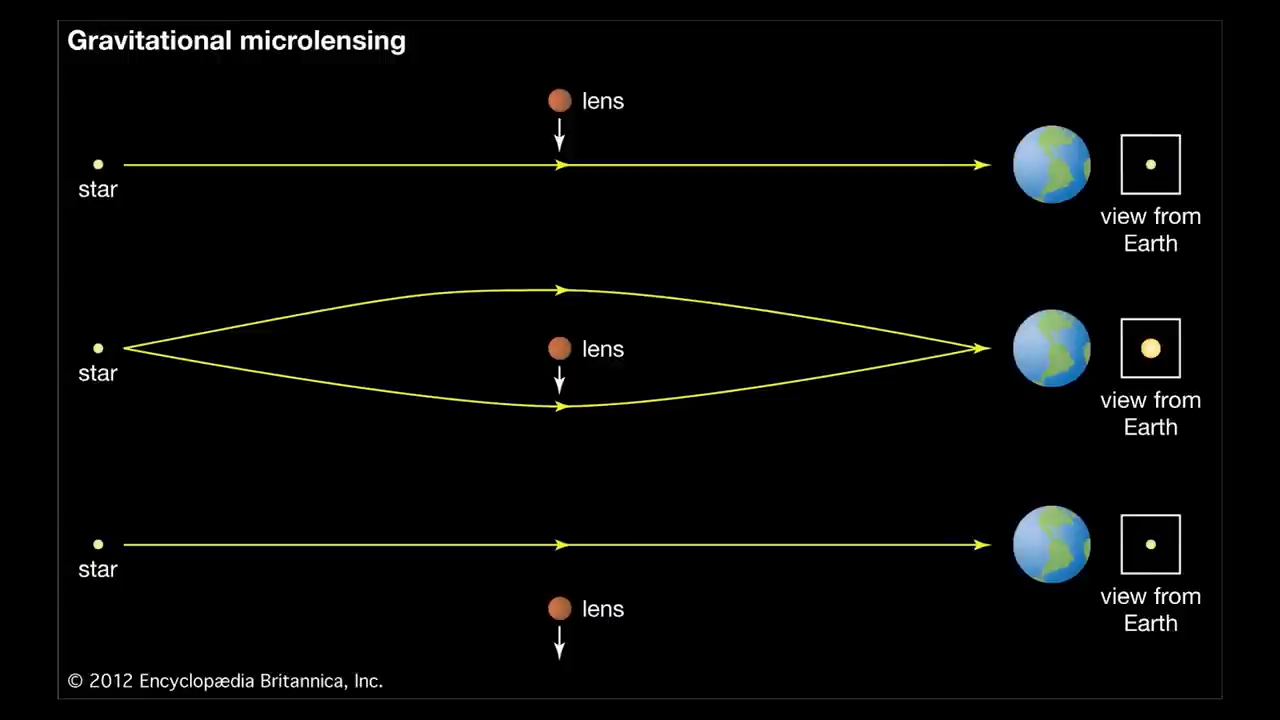 Gravitational microlensing
lens
star
view from
Earth
lens
star
view from
Earth
star
lens
view from
Earth
© 2012 Encyclopædia Britannica, Inc.